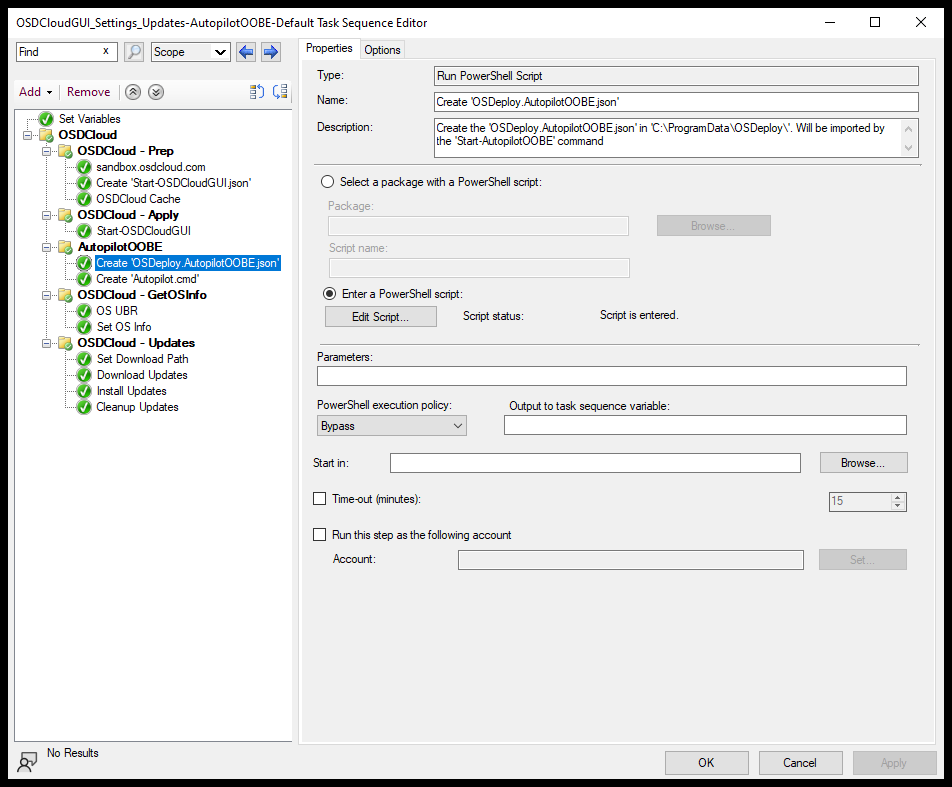 OSDCloudGUI_Settings_Updates-AutopilotOOBE-Default Task Sequence Editor
Find x Scope
Add Remove
Set Variables
OSDCloud
OSDCloud - Prep
sandbox.osdcloud.com
Create 'Start-OSDCloudGUI.json'
OSDCloud Cache
OSDCloud - Apply
Start-OSDCloudGUI
AutopilotOOBE
Create 'OSDeploy.AutopilotOOBE.json'
Create 'Autopilot.cmd'
OSDCloud - GetOSInfo
OS UBR
Set OS Info
OSDCloud - Updates
Set Download Path
Download Updates
Install Updates
Cleanup Updates
No Results
Properties Options
Type: Run PowerShell Script
Name: Create 'OSDeploy.AutopilotOOBE.json'
Description: Create the 'OSDeploy.AutopilotOOBE.json' in 'C:\ProgramData\OSDeploy\'. Will be imported by
the 'Start-AutopilotOOBE' command
Select a package with a PowerShell script:
Package:
Browse...
Script name:
Enter a PowerShell script:
Edit Script... Script status: Script is entered.
Parameters:
PowerShell execution policy: Output to task sequence variable:
Bypass
Start in: Browse...
Time-out (minutes): 15
Run this step as the following account
Account: Set...
OK Cancel Apply